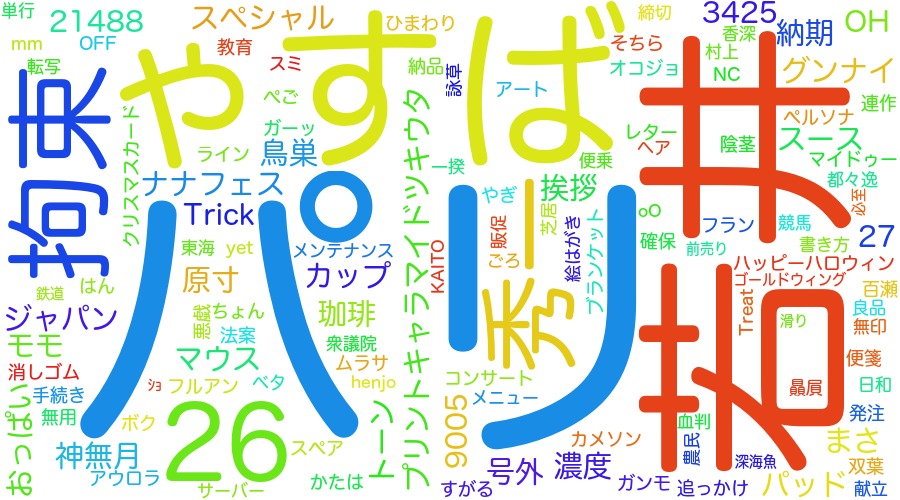 単行
21488
スペシャル
ひまわり
締切
3425
納期
OH
mm
OFF
教育
スミ
納品
詠草
そちら
香深
村上
転写
やすぱ
アート
オコジョ
NC
グンナイ
連作
拘束
ぺご
ガーッ
レター
ヘア
ペルソナ
スース
クリスマスカード
ライン
鳥巣
便乗
陰茎
マイドゥー
ナナフェス
一揆
挨拶
都々逸
パリ
ー
秀
井
拓
Trick
やぎ
芝居
oO
フラン
競馬
必至
東海
yet
メンテナンス
販促
絵はがき
ブランケット
確保
前売り
書き方
27
プリントキャラマイドツキウタ
KAITO
ごろ
ハッピーハロウィン
ゴールドウィング
はん
鉄道
原寸
カップ
百瀬
ジャパン
悪戯
ちょん
珈琲
Treat
滑り
良品
無印
モモ
法案
衆議院
消しゴム
マウス
ムラサ
便箋
手続き
ｼｮ
フルアン
ベタ
henjo
コンサート
贔屓
日和
おっぱい
無用
ボク
26
トーン
9005
メニュー
血判
発注
神無月
スペア
カメソン
農民
まさ
アウロラ
号外
濃度
深海魚
双葉
サーバー
かたは
すがる
ガンモ
追っかけ
パッド
献立